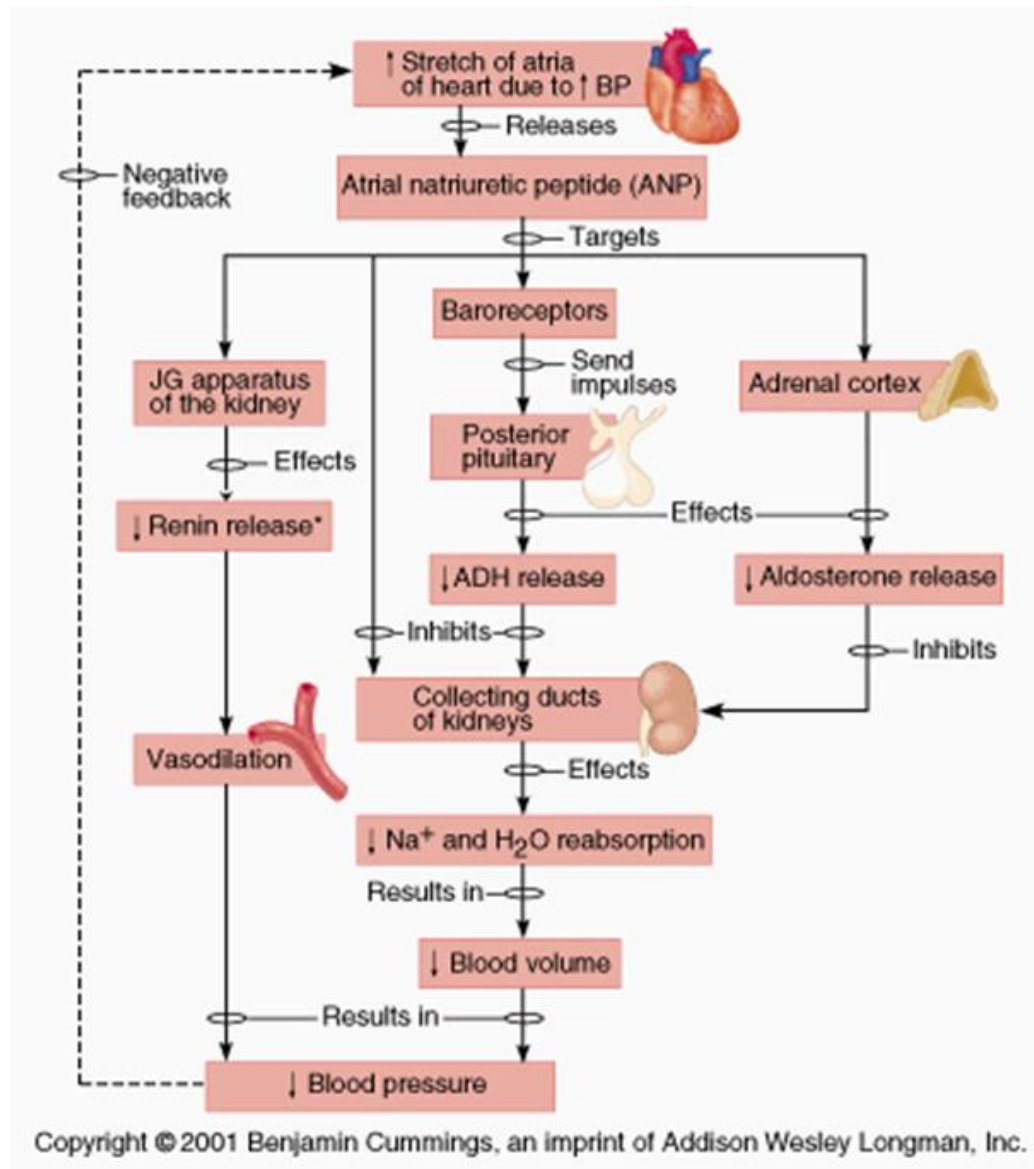 ↑ Stretch of atria
of heart due to ↑ BP
Releases
Negative
feedback
Atrial natriuretic peptide (ANP)
Targets
Baroreceptors
Send
impulses
JG apparatus
of the kidney
Adrenal cortex
Posterior
pituitary
Effects
Effects
↓ Renin release*
↓ ADH release
↓ Aldosterone release
Inhibits
Inhibits
Collecting ducts
of kidneys
Vasodilation
Effects
↓ Na⁺ and H₂O reabsorption
Results in
↓ Blood volume
Results in
↓ Blood pressure
Copyright © 2001 Benjamin Cummings, an imprint of Addison Wesley Longman, Inc.